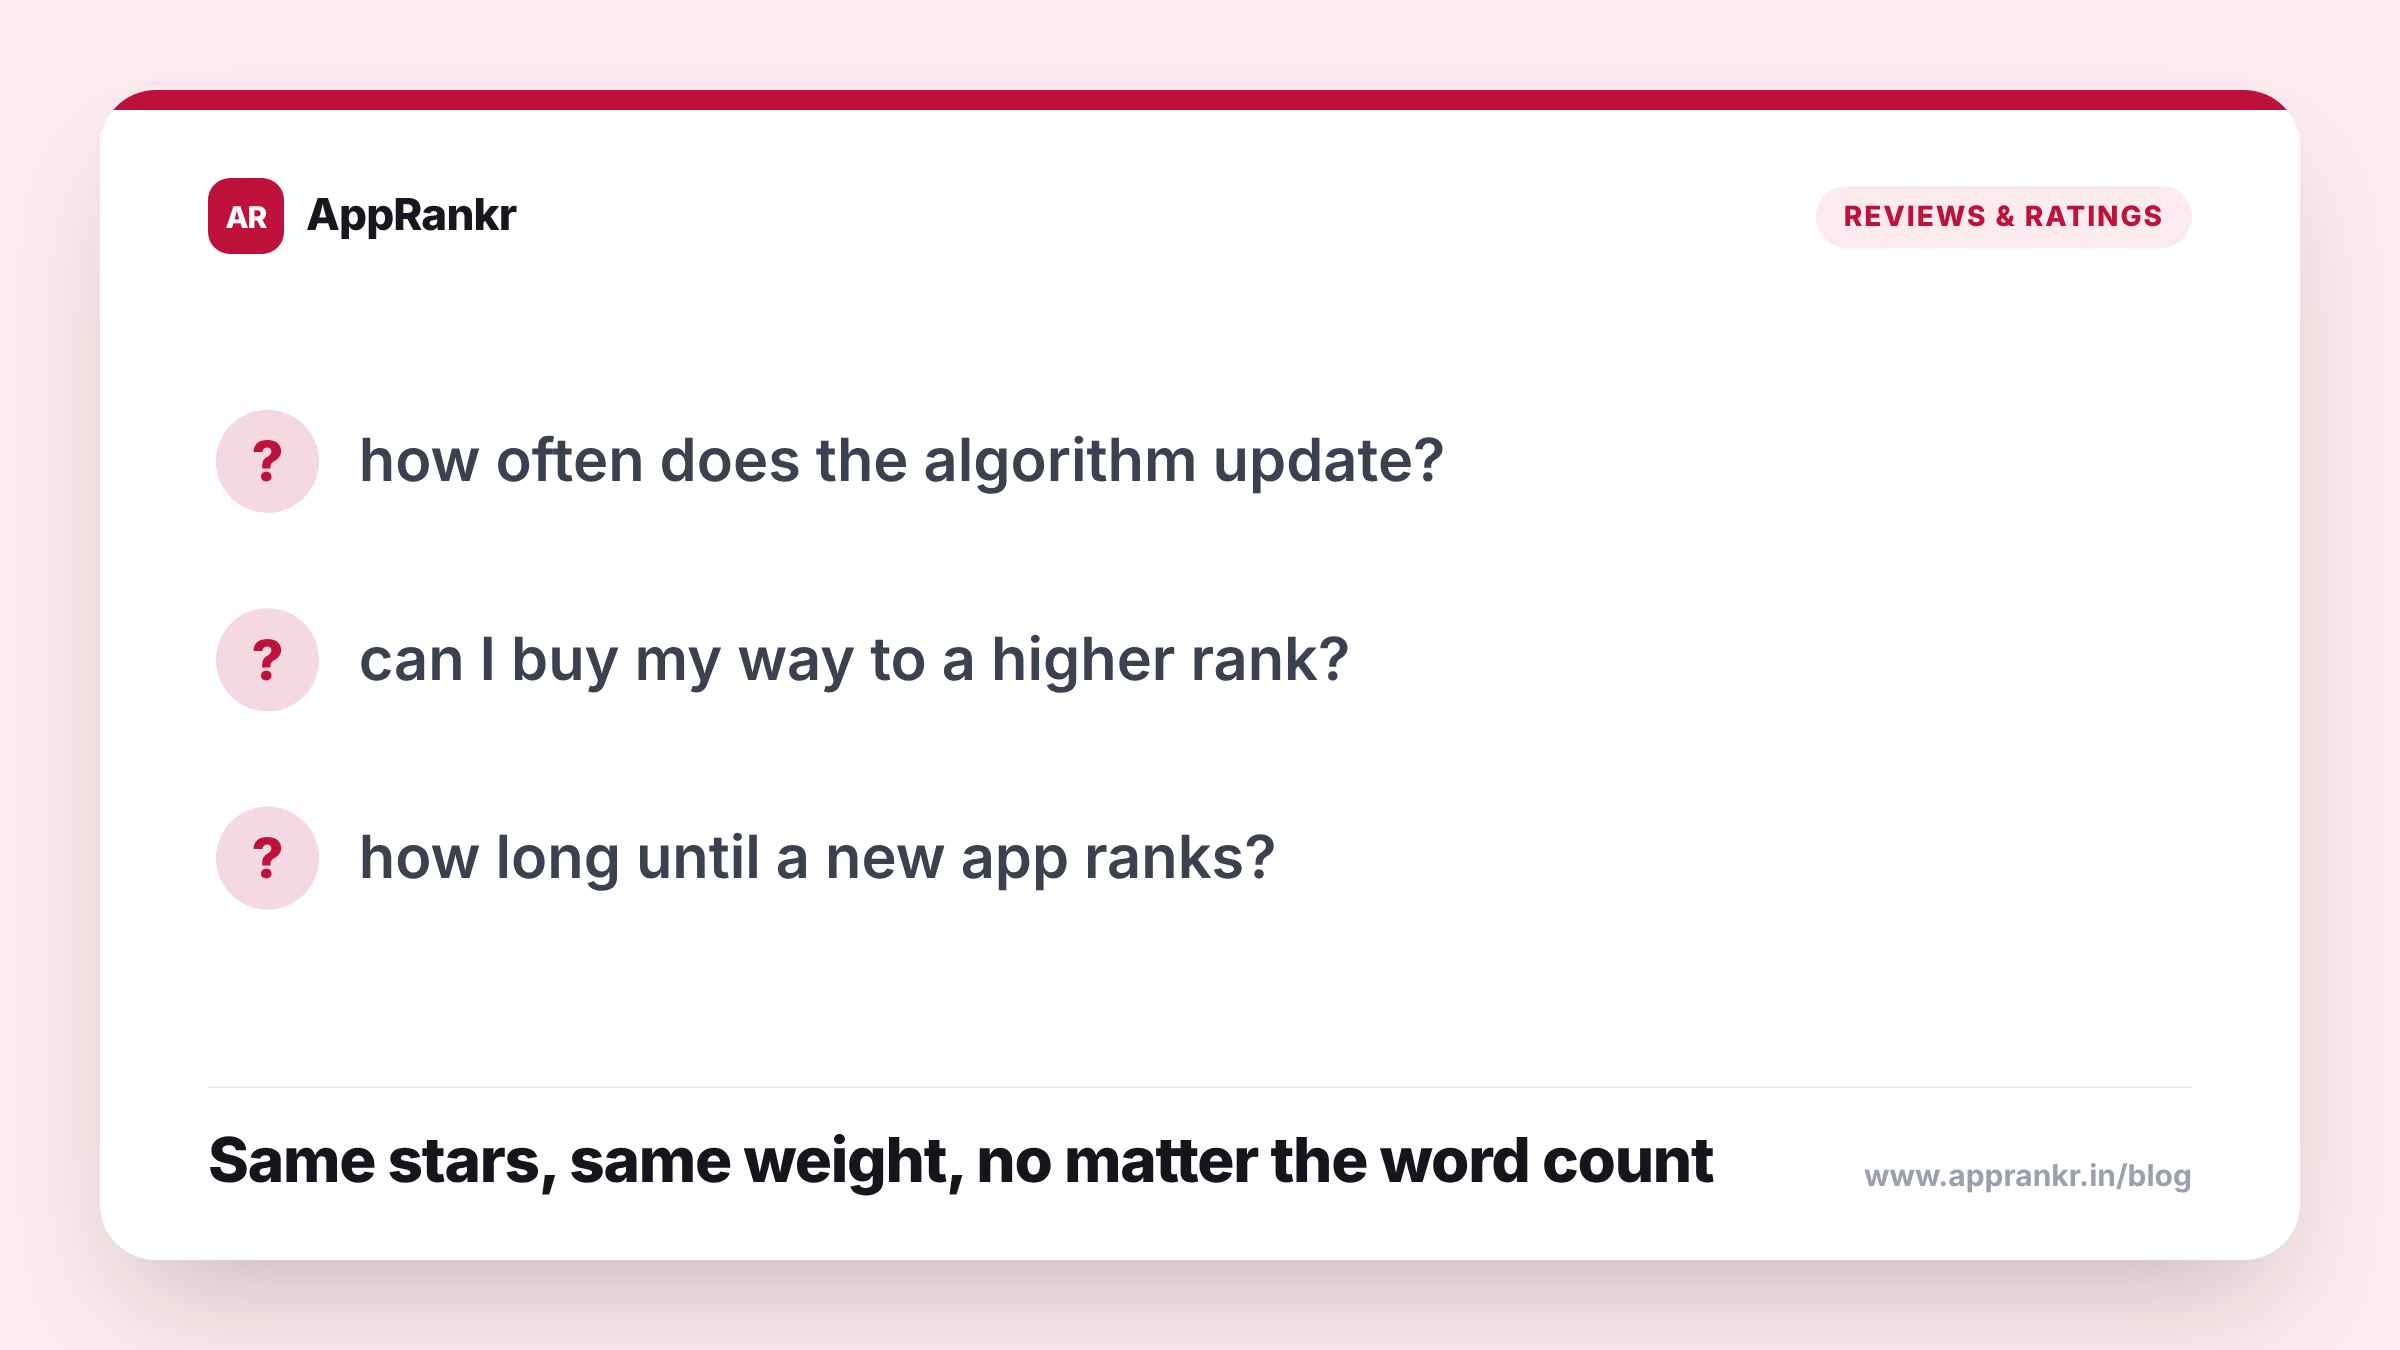 AR AppRankr
REVIEWS & RATINGS
? how often does the algorithm update?
? can I buy my way to a higher rank?
? how long until a new app ranks?
Same stars, same weight, no matter the word count
www.apprankr.in/blog